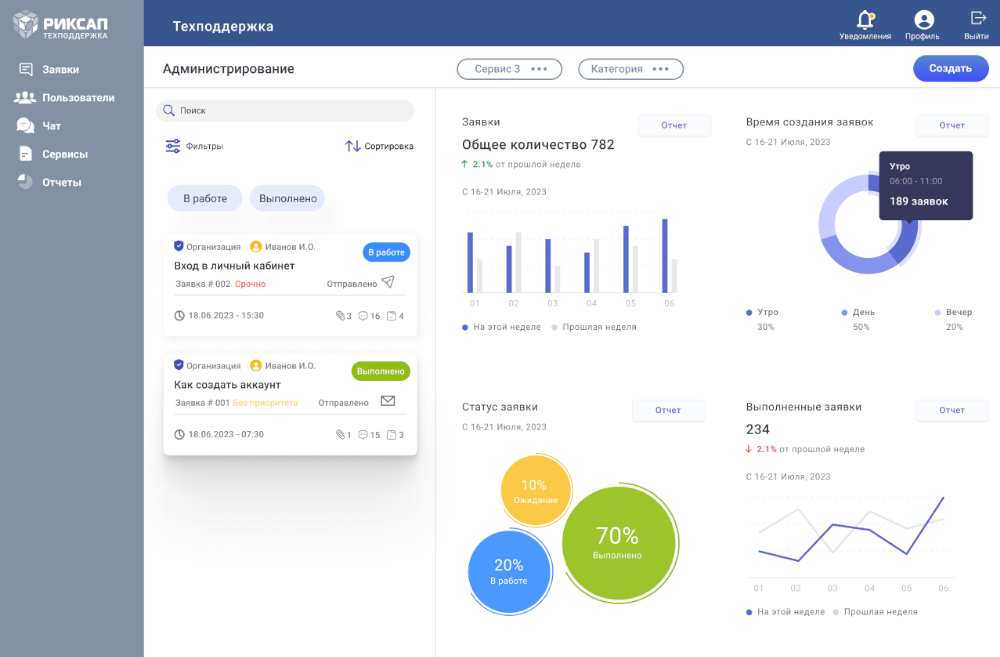 РИКСАП
ТЕХПОДДЕРЖКА
Техподдержка
Уведомления
Профиль
Выйти
Заявки
Пользователи
Чат
Сервисы
Отчеты
Администрирование
Сервис 3
Категория
Создать
Поиск
Фильтры
Сортировка
В работе
Выполнено
Организация Иванов И.О.
В работе
Вход в личный кабинет
Заявка # 002 Срочно
Отправлено
18.06.2023 - 15:30
3 16 4
Организация Иванов И.О.
Выполнено
Как создать аккаунт
Заявка # 001 Без приоритета
Отправлено
18.06.2023 - 07:30
1 15 3
Заявки
Отчет
Общее количество 782
2.1% от прошлой неделе
С 16-21 Июля, 2023
01 02 03 04 05 06
На этой неделе Прошлая неделя
Время создания заявок
Отчет
С 16-21 Июля, 2023
Утро
06:00 - 11:00
189 заявок
Утро День Вечер
30% 50% 20%
Статус заявки
Отчет
С 16-21 Июля, 2023
10%
Ожидание
70%
Выполнено
20%
В работе
Выполненные заявки
Отчет
234
2.1% от прошлой неделе
С 16-21 Июля, 2023
01 02 03 04 05 06
На этой неделе Прошлая неделя